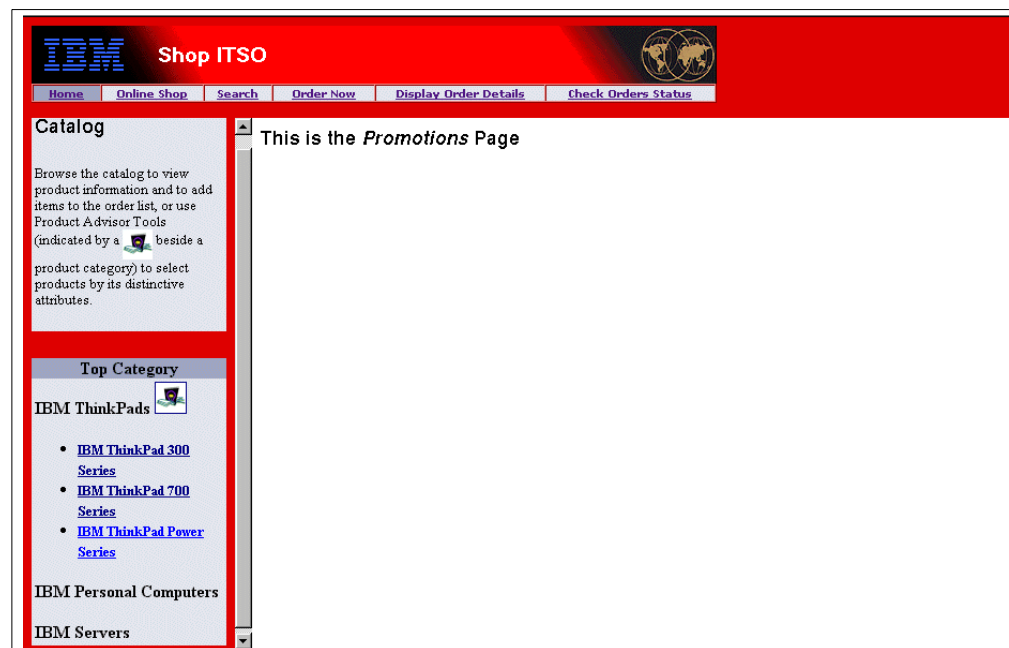 IBM Shop ITSO
Home Online Shop Search Order Now Display Order Details Check Orders Status
Catalog
Browse the catalog to view
product information and to add
items to the order list, or use
Product Advisor Tools
(indicated by a beside a
product category) to select
products by its distinctive
attributes.
Top Category
IBM ThinkPads
• IBM ThinkPad 300
Series
• IBM ThinkPad 700
Series
• IBM ThinkPad Power
Series
IBM Personal Computers
IBM Servers
This is the Promotions Page